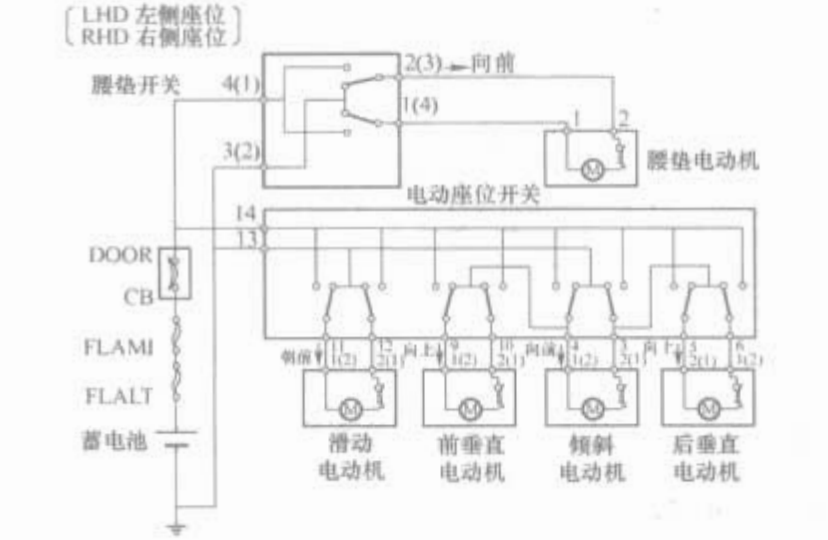 LHD 左侧座位
RHD 右侧座位
腰垫开关
4(1)
2(3)
向前
1(4)
3(2)
1
2
M
腰垫电动机
电动座位开关
14
13
DOOR
CB
FLAMI
FLALT
蓄电池
朝前
11
1(2)
12
2(1)
向上
9
1(2)
10
2(1)
向前
4
1(2)
3
2(1)
向上
5
2(1)
6
1(2)
M
M
M
M
滑动
电动机
前垂直
电动机
倾斜
电动机
后垂直
电动机